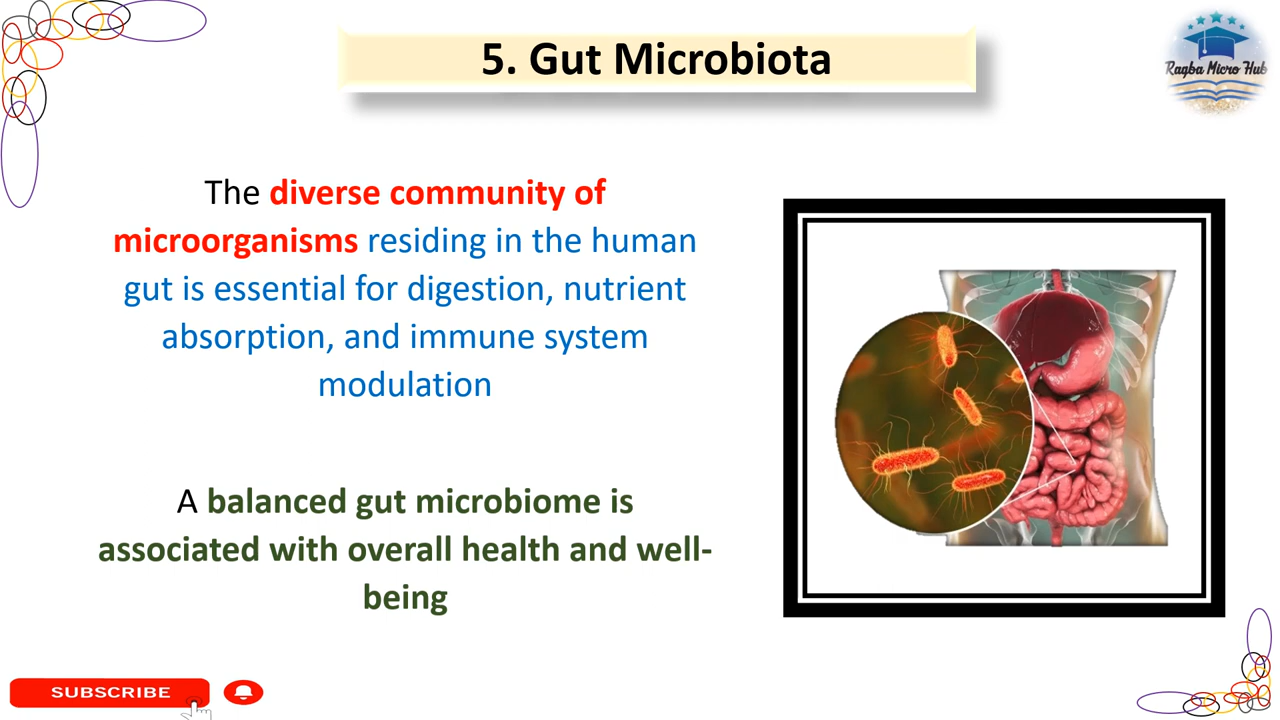 5. Gut Microbiota
Ragba Micro Hub
The diverse community of
microorganisms residing in the human
gut is essential for digestion, nutrient
absorption, and immune system
modulation
A balanced gut microbiome is
associated with overall health and well-
being
SUBSCRIBE